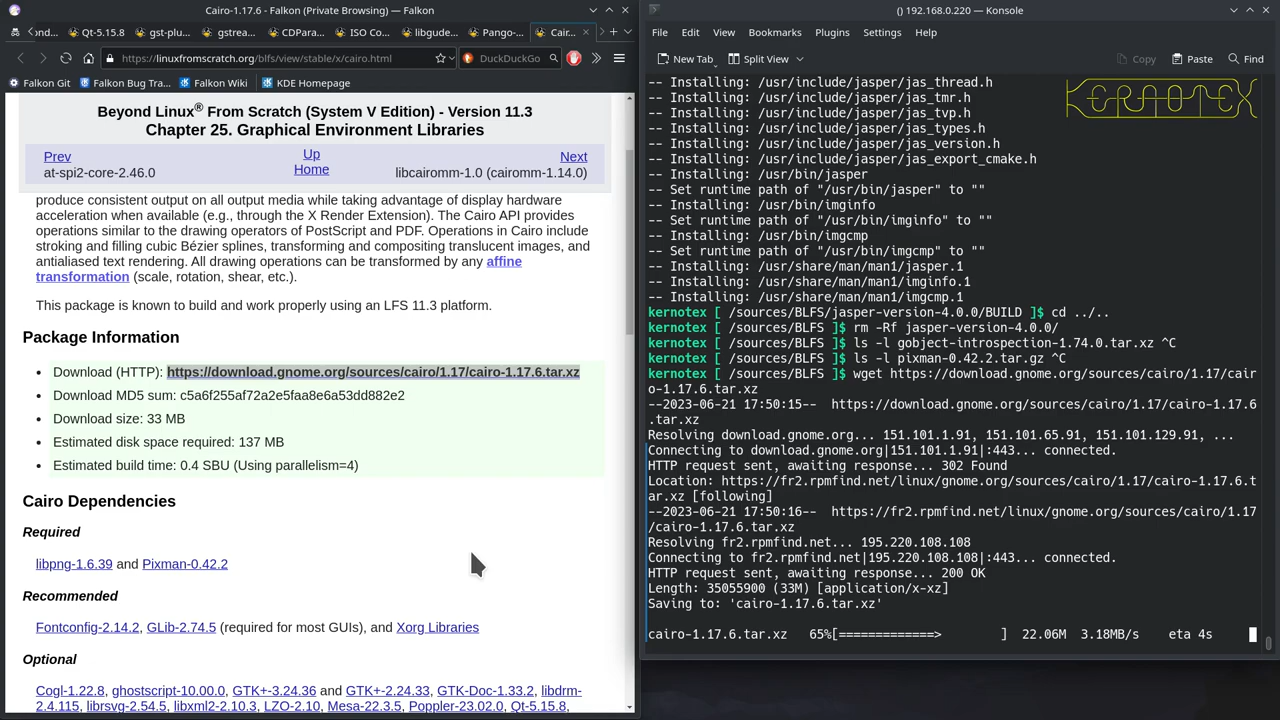 Cairo-1.17.6 - Falkon (Private Browsing) — Falkon
ond... Qt-5.15.8 gst-plu... gstrea... CDPara... ISO Co... libgude... Pango-... Cair...
https://linuxfromscratch.org/blfs/view/stable/x/cairo.html DuckDuckGo
Falkon Git Falkon Bug Tra... Falkon Wiki KDE Homepage
Beyond Linux® From Scratch (System V Edition) - Version 11.3
Chapter 25. Graphical Environment Libraries
Prev Up Next
at-spi2-core-2.46.0 Home libcairomm-1.0 (cairomm-1.14.0)
produce consistent output on all output media while taking advantage of display hardware
acceleration when available (e.g., through the X Render Extension). The Cairo API provides
operations similar to the drawing operators of PostScript and PDF. Operations in Cairo include
stroking and filling cubic Bézier splines, transforming and compositing translucent images, and
antialiased text rendering. All drawing operations can be transformed by any affine
transformation (scale, rotation, shear, etc.).
This package is known to build and work properly using an LFS 11.3 platform.
Package Information
• Download (HTTP): https://download.gnome.org/sources/cairo/1.17/cairo-1.17.6.tar.xz
• Download MD5 sum: c5a6f255af72a2e5faa8e6a53dd882e2
• Download size: 33 MB
• Estimated disk space required: 137 MB
• Estimated build time: 0.4 SBU (Using parallelism=4)
Cairo Dependencies
Required
libpng-1.6.39 and Pixman-0.42.2
Recommended
Fontconfig-2.14.2, GLib-2.74.5 (required for most GUIs), and Xorg Libraries
Optional
Cogl-1.22.8, ghostscript-10.00.0, GTK+-3.24.36 and GTK+-2.24.33, GTK-Doc-1.33.2, libdrm-
2.4.115, librsvg-2.54.5, libxml2-2.10.3, LZO-2.10, Mesa-22.3.5, Poppler-23.02.0, Qt-5.15.8,
() 192.168.0.220 — Konsole
File Edit View Bookmarks Plugins Settings Help
New Tab Split View Copy Paste Find
KERNOTEX
-- Installing: /usr/include/jasper/jas_thread.h
-- Installing: /usr/include/jasper/jas_tmr.h
-- Installing: /usr/include/jasper/jas_tvp.h
-- Installing: /usr/include/jasper/jas_types.h
-- Installing: /usr/include/jasper/jas_version.h
-- Installing: /usr/include/jasper/jas_export_cmake.h
-- Installing: /usr/bin/jasper
-- Set runtime path of "/usr/bin/jasper" to ""
-- Installing: /usr/bin/imginfo
-- Set runtime path of "/usr/bin/imginfo" to ""
-- Installing: /usr/bin/imgcmp
-- Set runtime path of "/usr/bin/imgcmp" to ""
-- Installing: /usr/share/man/man1/jasper.1
-- Installing: /usr/share/man/man1/imginfo.1
-- Installing: /usr/share/man/man1/imgcmp.1
kernotex [ /sources/BLFS/jasper-version-4.0.0/BUILD ]$ cd ../..
kernotex [ /sources/BLFS ]$ rm -Rf jasper-version-4.0.0/
kernotex [ /sources/BLFS ]$ ls -l gobject-introspection-1.74.0.tar.xz ^C
kernotex [ /sources/BLFS ]$ ls -l pixman-0.42.2.tar.gz ^C
kernotex [ /sources/BLFS ]$ wget https://download.gnome.org/sources/cairo/1.17/cair
o-1.17.6.tar.xz
--2023-06-21 17:50:15-- https://download.gnome.org/sources/cairo/1.17/cairo-1.17.6
.tar.xz
Resolving download.gnome.org... 151.101.1.91, 151.101.65.91, 151.101.129.91, ...
Connecting to download.gnome.org|151.101.1.91|:443... connected.
HTTP request sent, awaiting response... 302 Found
Location: https://fr2.rpmfind.net/linux/gnome.org/sources/cairo/1.17/cairo-1.17.6.t
ar.xz [following]
--2023-06-21 17:50:16-- https://fr2.rpmfind.net/linux/gnome.org/sources/cairo/1.17
/cairo-1.17.6.tar.xz
Resolving fr2.rpmfind.net... 195.220.108.108
Connecting to fr2.rpmfind.net|195.220.108.108|:443... connected.
HTTP request sent, awaiting response... 200 OK
Length: 35055900 (33M) [application/x-xz]
Saving to: 'cairo-1.17.6.tar.xz'
cairo-1.17.6.tar.xz 65%[=============> ] 22.06M 3.18MB/s eta 4s